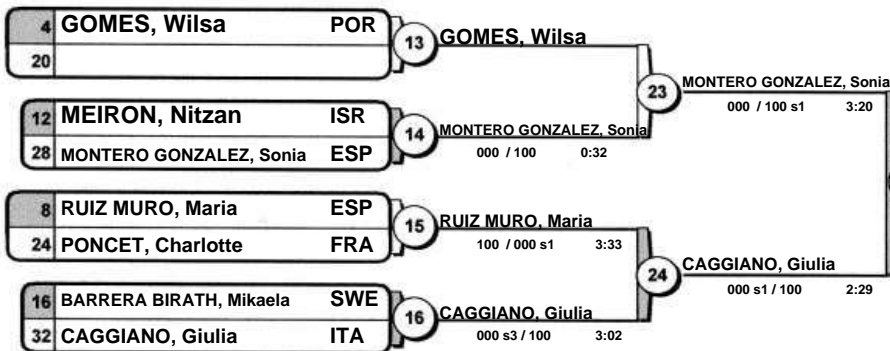 4 GOMES, Wilsa POR
20
13 GOMES, Wilsa
12 MEIRON, Nitzan ISR
28 MONTERO GONZALEZ, Sonia ESP
14 MONTERO GONZALEZ, Sonia
000 / 100 0:32
23 MONTERO GONZALEZ, Sonia
000 / 100 s1 3:20
8 RUIZ MURO, Maria ESP
24 PONCET, Charlotte FRA
15 RUIZ MURO, Maria
100 / 000 s1 3:33
16 BARRERA BIRATH, Mikaela SWE
32 CAGGIANO, Giulia ITA
16 CAGGIANO, Giulia
000 s3 / 100 3:02
24 CAGGIANO, Giulia
000 s1 / 100 2:29